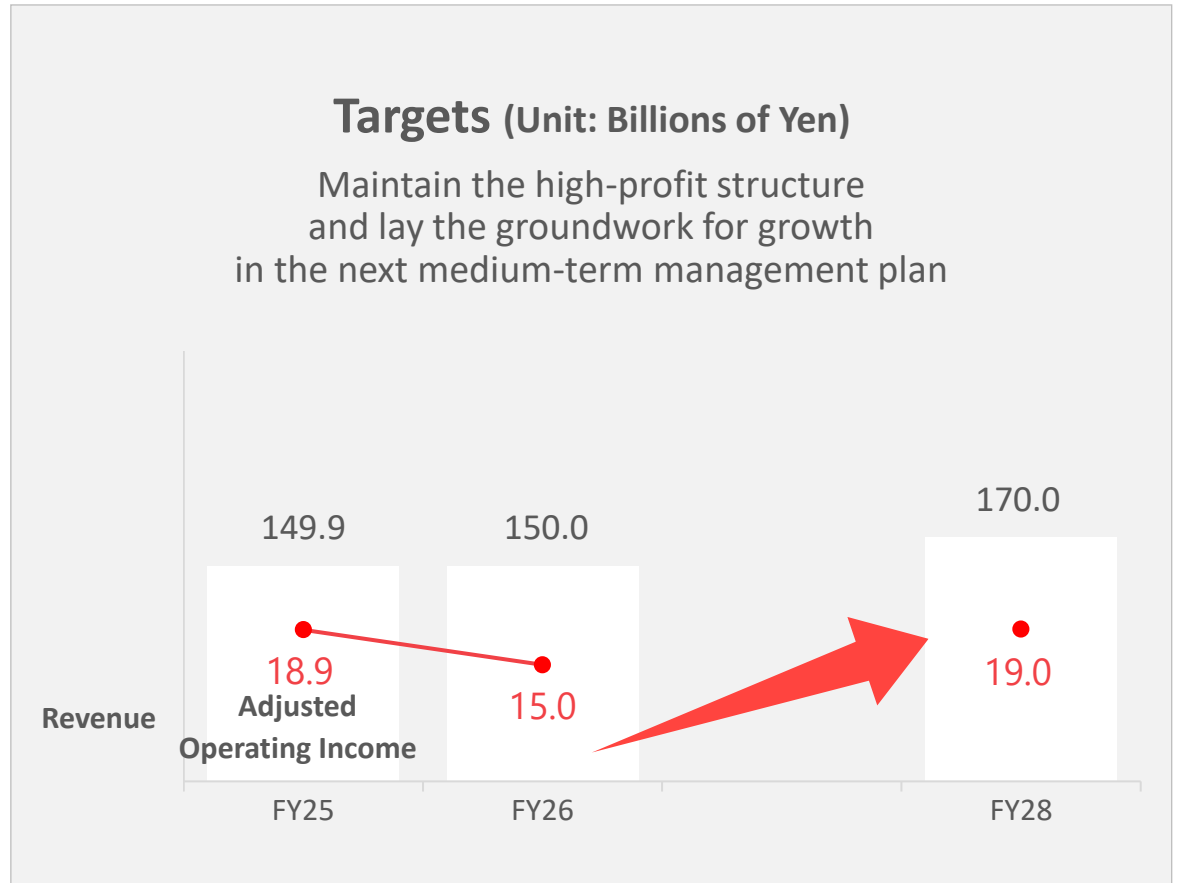 Targets (Unit: Billions of Yen)
Maintain the high-profit structure
and lay the groundwork for growth
in the next medium-term management plan
149.9
150.0
170.0
18.9
15.0
19.0
Adjusted
Operating Income
Revenue
FY25
FY26
FY28